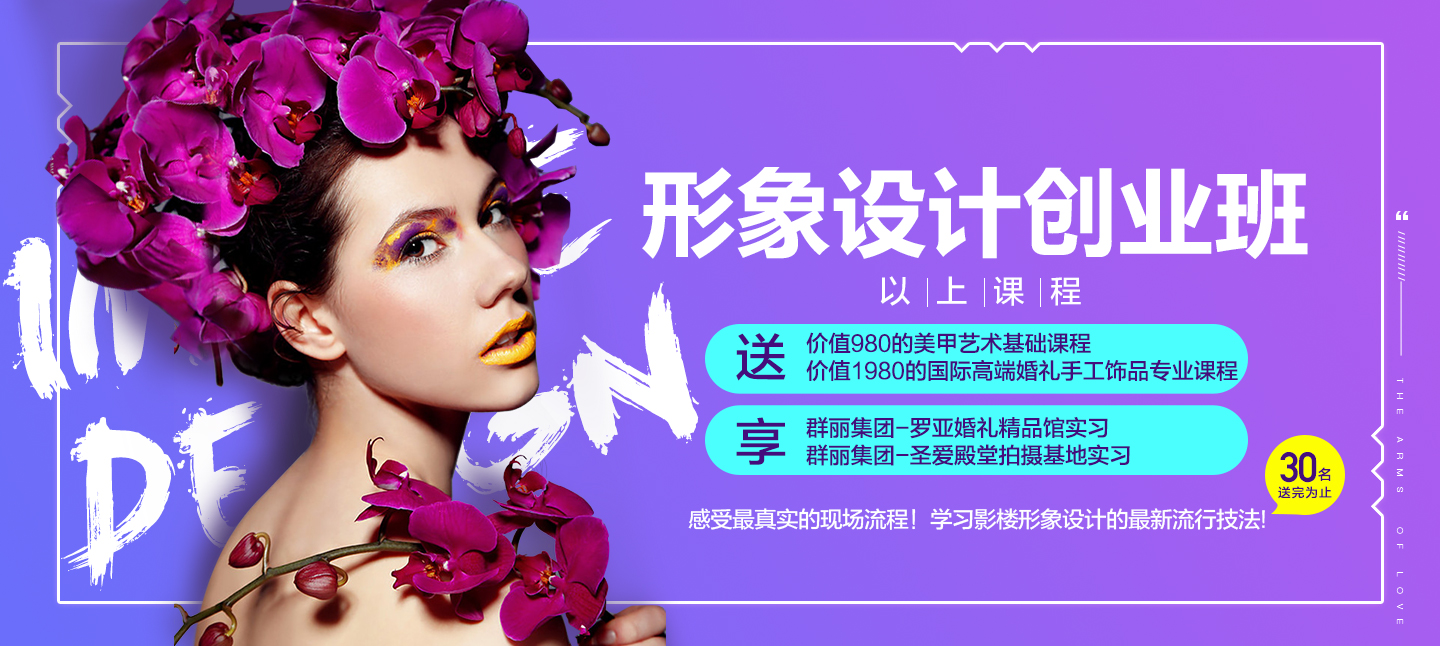 形象设计创业班
以上课程
送
价值980的美甲艺术基础课程
价值1980的国际高端婚礼手工饰品专业课程
享
群丽集团-罗亚婚礼精品馆实习
群丽集团-圣爱殿堂拍摄基地实习
30名
送完为止
感受最真实的现场流程！学习影楼形象设计的最新流行技法!
THE ARMS OF LOVE